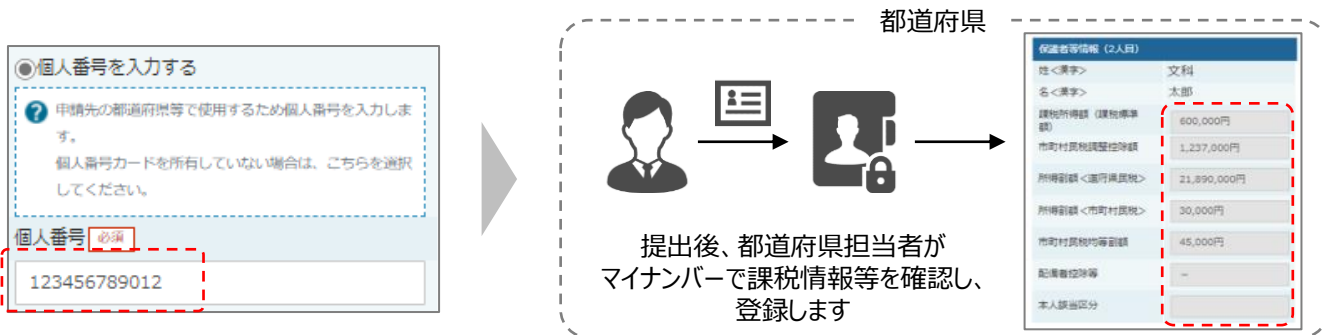 個人番号を入力する
申請先の都道府県等で使用するため個人番号を入力しま
す。
個人番号カードを所有していない場合は、こちらを選択
してください。
個人番号 必須
123456789012
都道府県
提出後、都道府県担当者が
マイナンバーで課税情報等を確認し、
登録します
保護者等情報（2人目）
姓<漢字> 文科
名<漢字> 太郎
課税所得額（課税標準
額） 600,000円
市町村民税調整控除額 1,237,000円
所得割額<道府県民税> 21,890,000円
所得割額<市町村民税> 30,000円
市町村民税均等割額 45,000円
配偶者控除等 －
本人該当区分